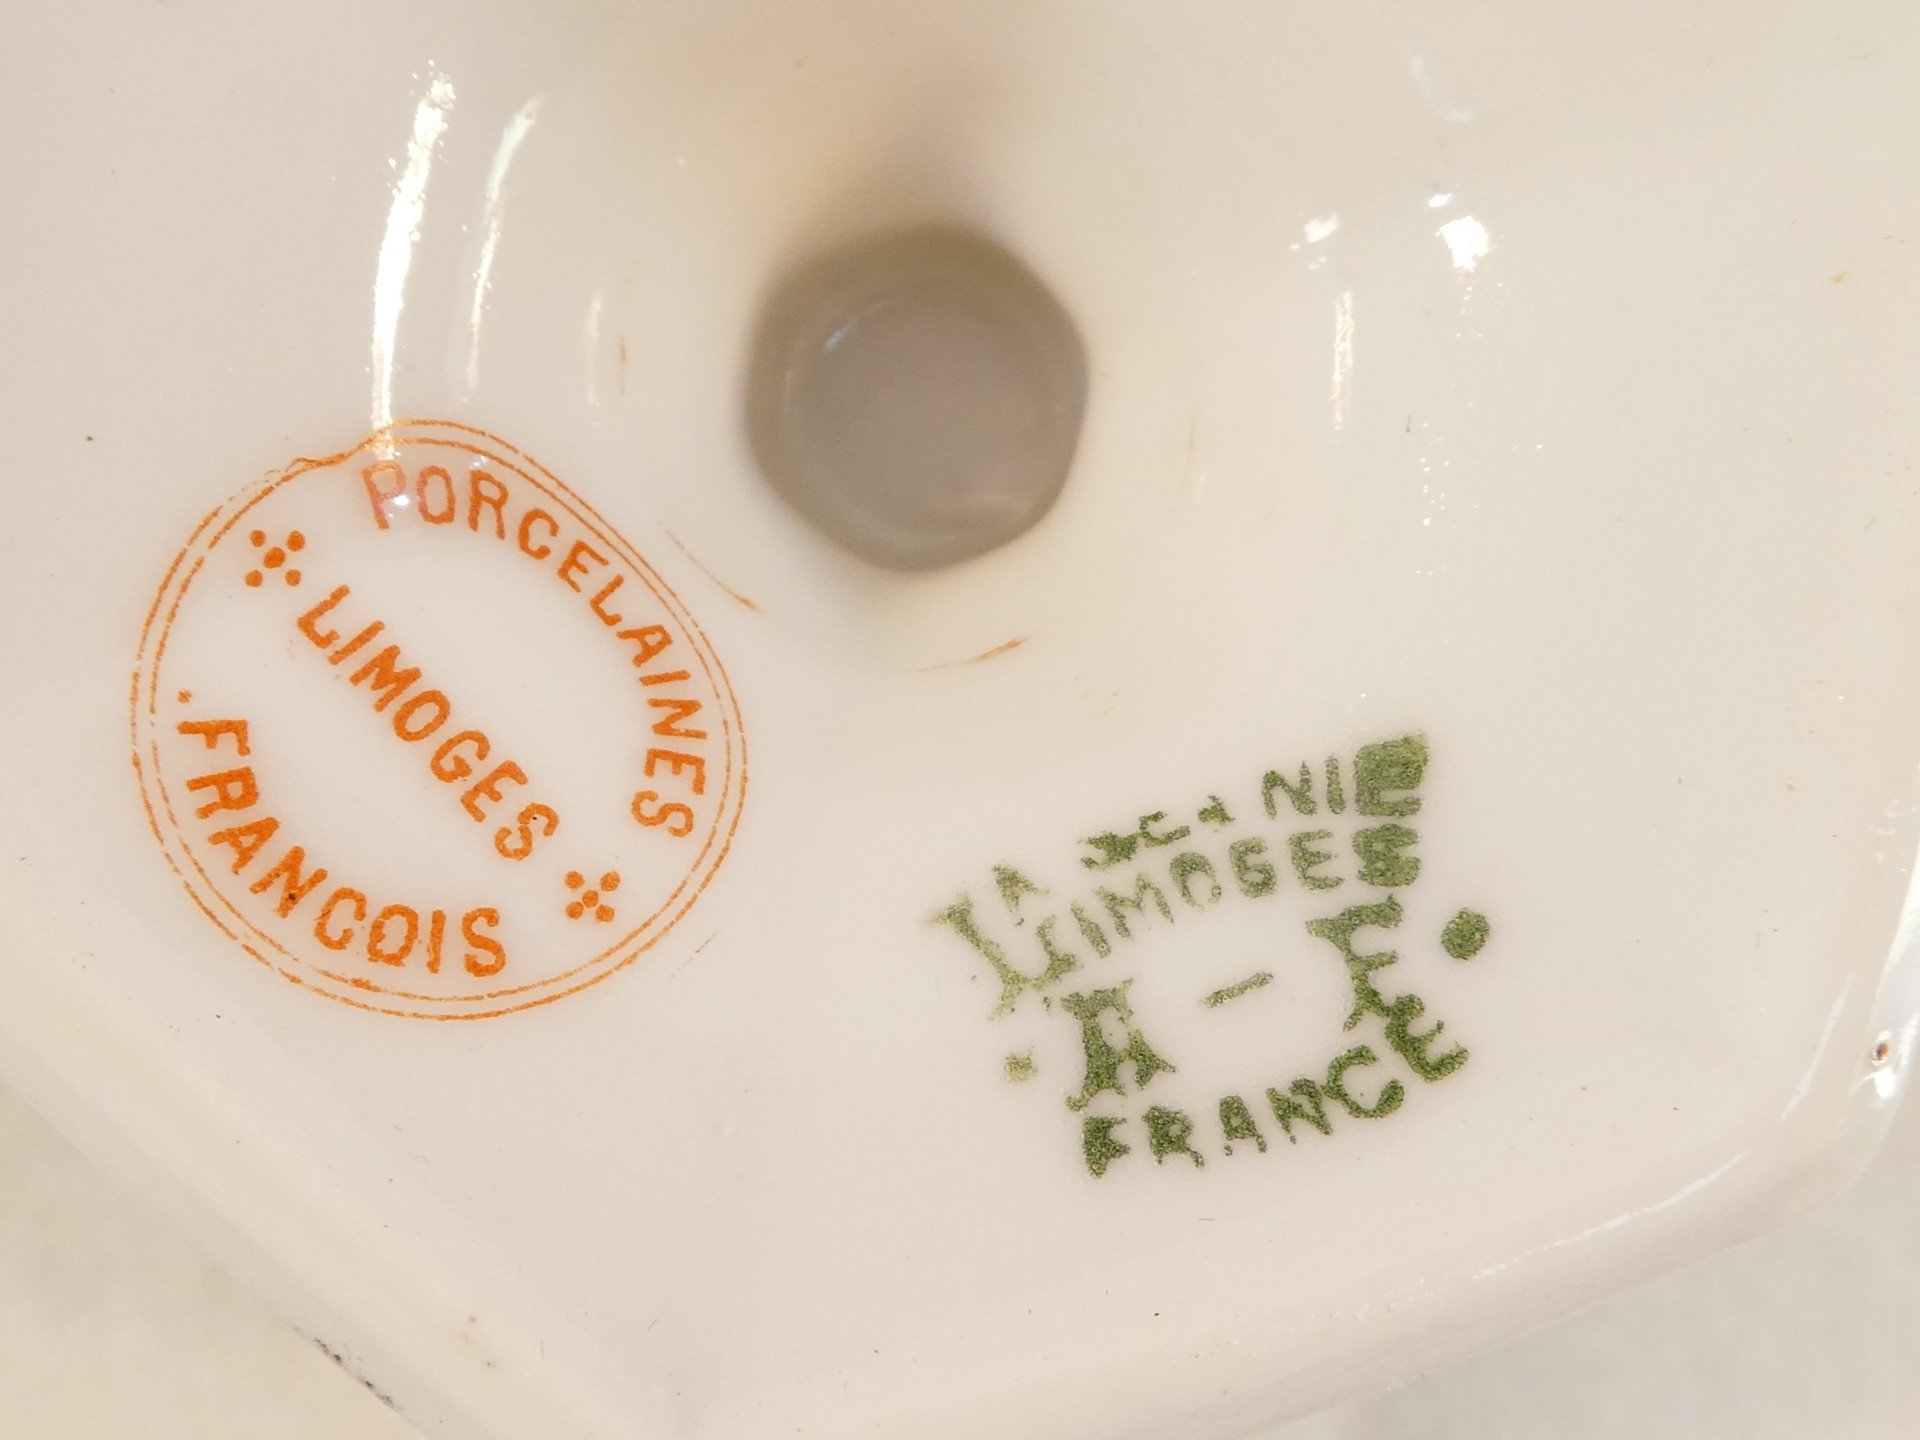 PORCELAINES
LIMOGES
.FRANCOIS
LIMOGES
A - E
FRANCE